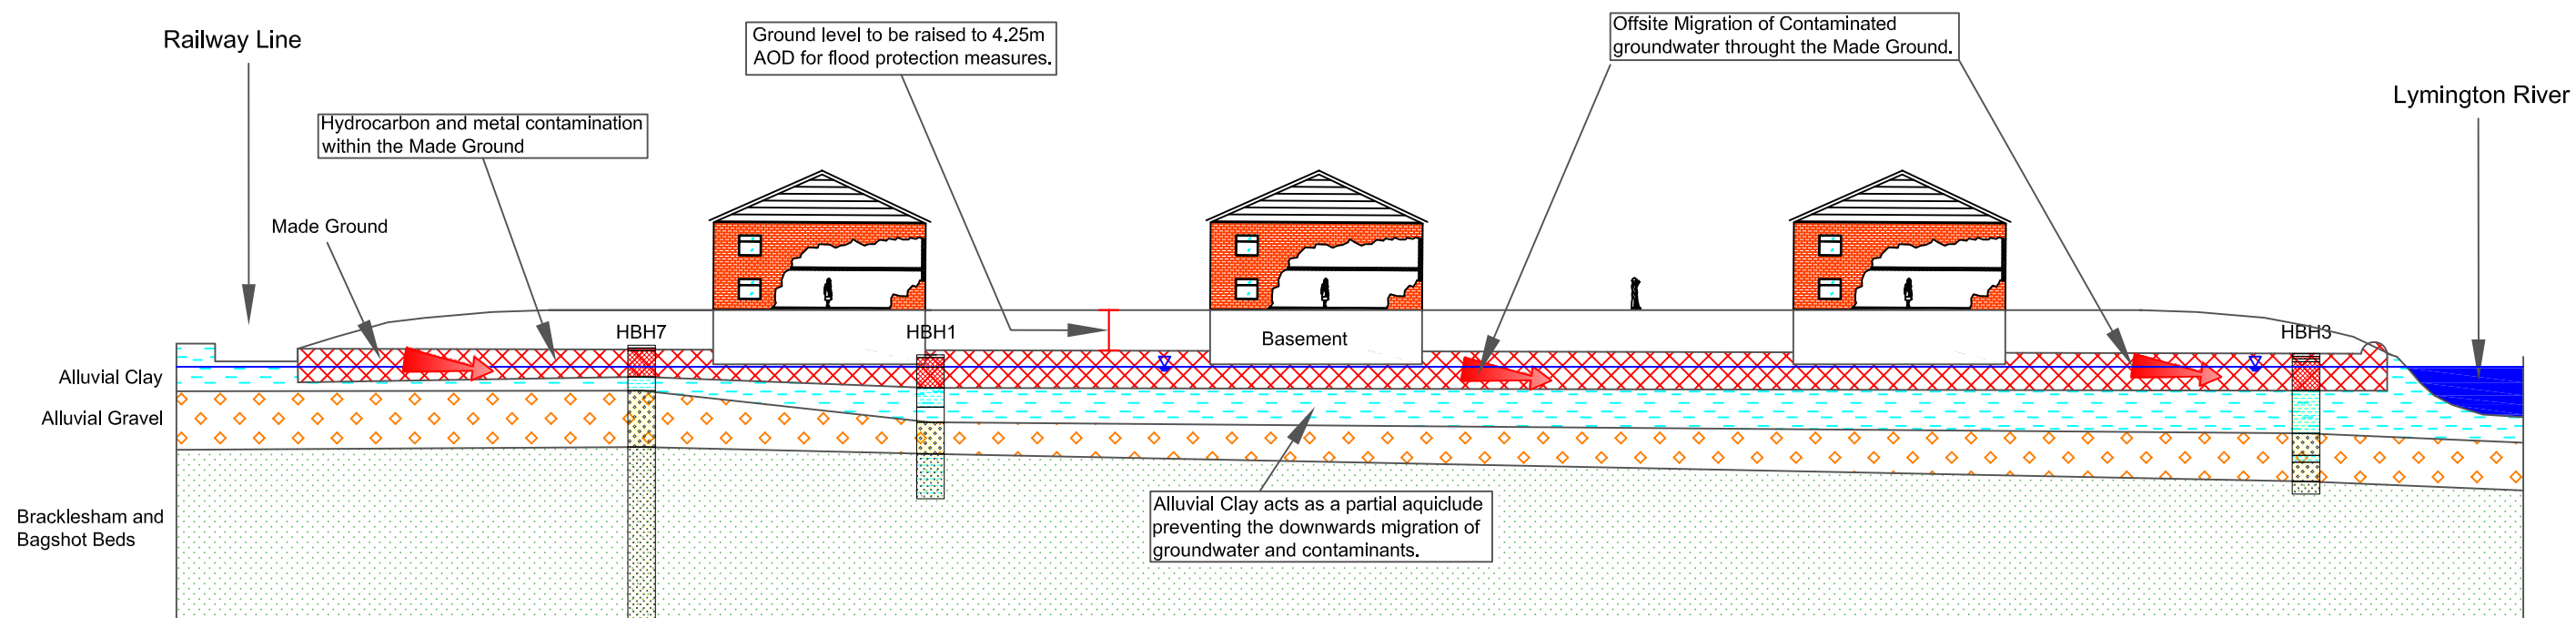 Railway Line
Ground level to be raised to 4.25m
AOD for flood protection measures.
Offsite Migration of Contaminated
groundwater throught the Made Ground.
Lymington River
Hydrocarbon and metal contamination
within the Made Ground
Made Ground
HBH7
HBH1
Basement
HBH3
Alluvial Clay
Alluvial Gravel
Alluvial Clay acts as a partial aquiclude
preventing the downwards migration of
groundwater and contaminants.
Bracklesham and
Bagshot Beds